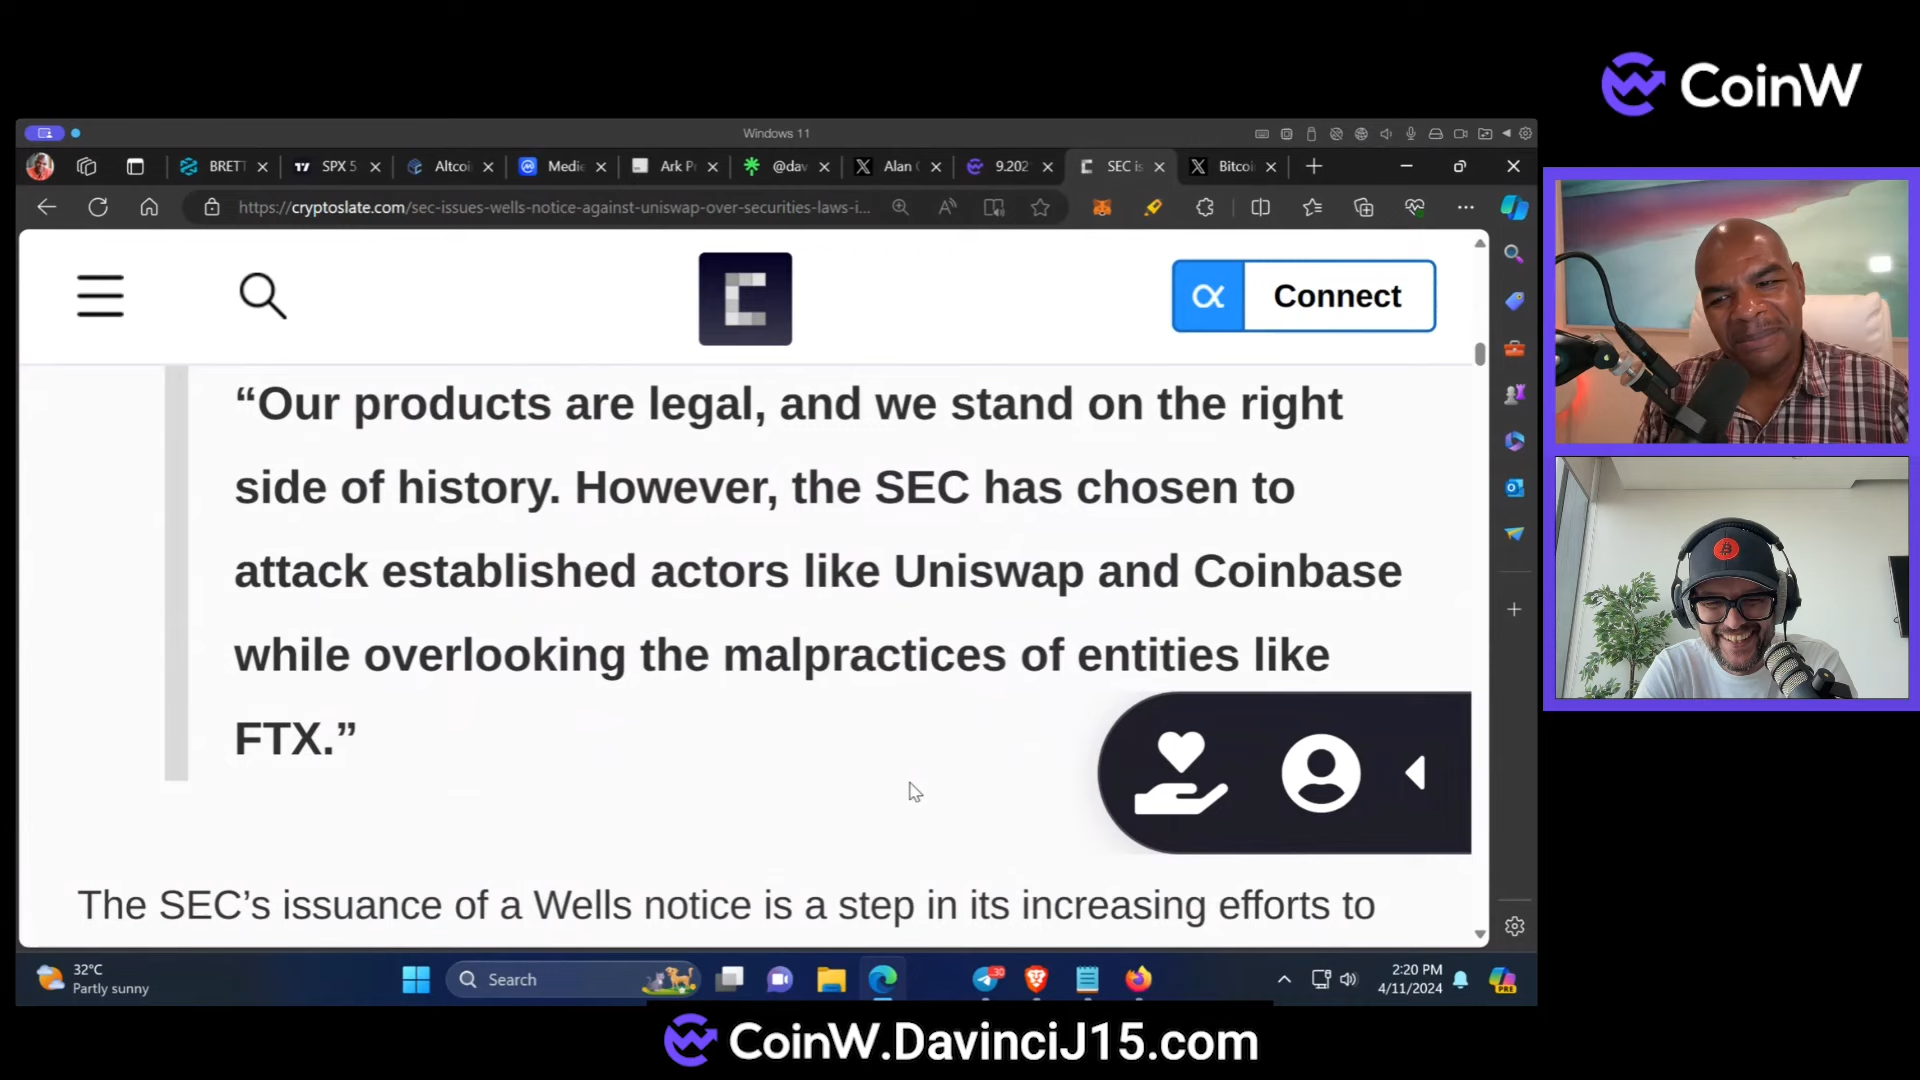 CoinW
Windows 11
BRETT
SPX 5
Altcoi
Medie
Ark P
@dav
Alan
9.202
SEC is
Bitcoi
https://cryptoslate.com/sec-issues-wells-notice-against-uniswap-over-securities-laws-i...
Connect
“Our products are legal, and we stand on the right
side of history. However, the SEC has chosen to
attack established actors like Uniswap and Coinbase
while overlooking the malpractices of entities like
FTX.”
The SEC’s issuance of a Wells notice is a step in its increasing efforts to
32°C
Partly sunny
Search
30
2:20 PM
4/11/2024
PRE
CoinW.DavinciJ15.com